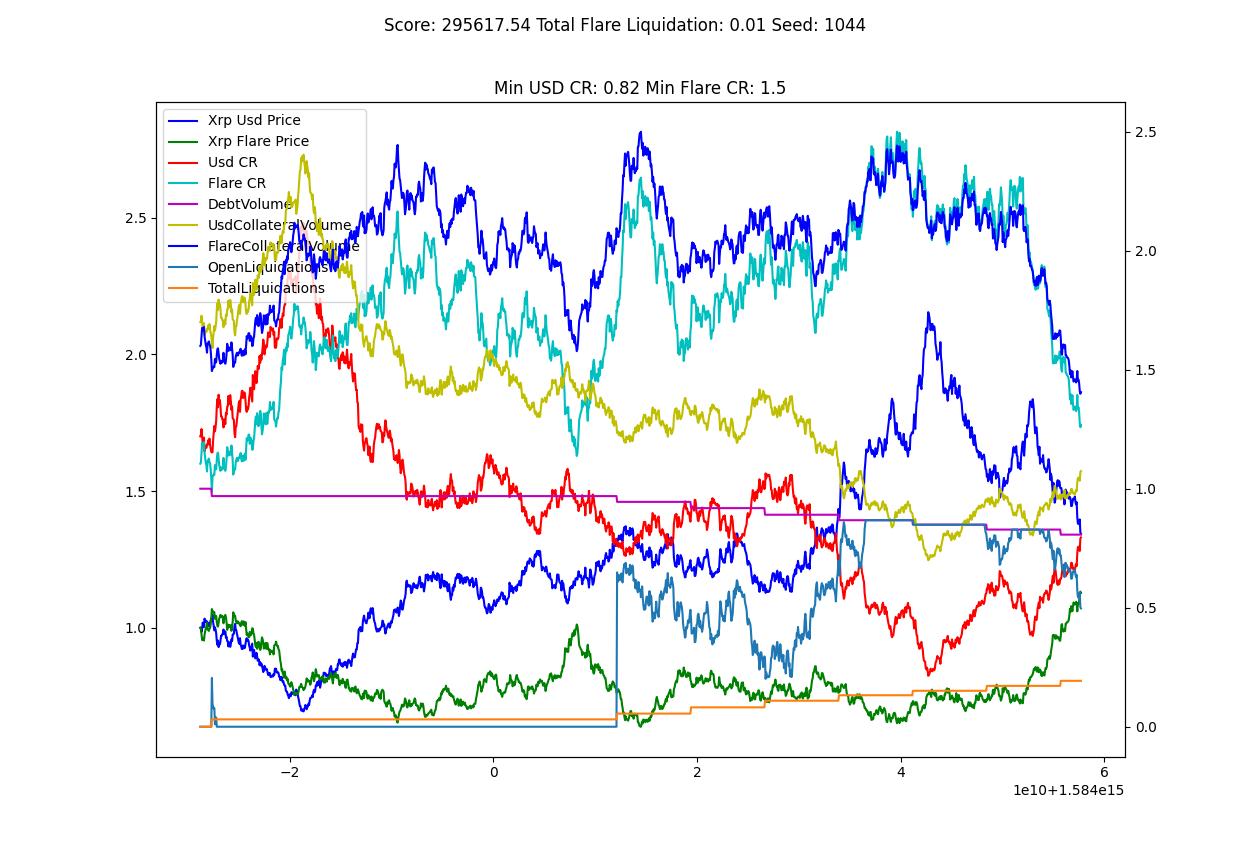 Score: 295617.54 Total Flare Liquidation: 0.01 Seed: 1044
Min USD CR: 0.82 Min Flare CR: 1.5
Xrp Usd Price
Xrp Flare Price
Usd CR
Flare CR
DebtVolume
UsdCollateralVolume
FlareCollateralVolume
OpenLiquidations
TotalLiquidations
2.5
2.0
1.5
1.0
2.5
2.0
1.5
1.0
0.5
0.0
−2
0
2
4
6
1e10+1.584e15